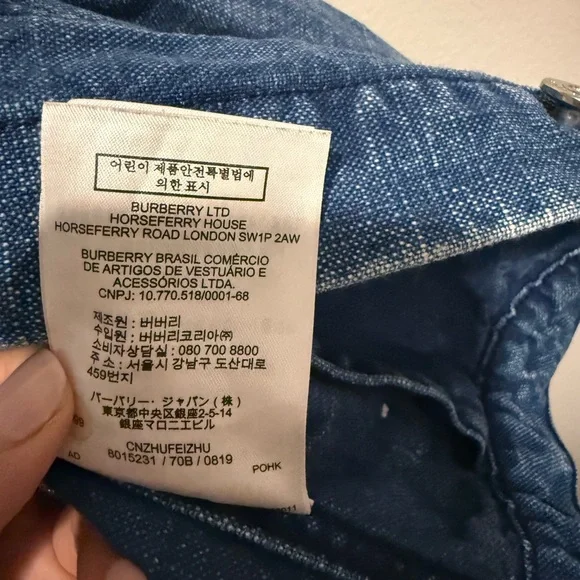 어린이 제품안전특별법에
의한 표시
BURBERRY LTD
HORSEFERRY HOUSE
HORSEFERRY ROAD LONDON SW1P 2AW
BURBERRY BRASIL COMÉRCIO
DE ARTIGOS DE VESTUÁRIO E
ACESSÓRIOS LTDA.
CNPJ: 10.770.518/0001-68
제조원 : 버버리
수입원 : 버버리코리아㈜
소비자상담실 : 080 700 8800
주 소 : 서울시 강남구 도산대로
459번지
バーバリー・ジャパン(株)
東京都中央区銀座2-5-14
銀座マロニエビル
CNZHUFEIZHU
AD 8015231 / 70B / 0819 POHK